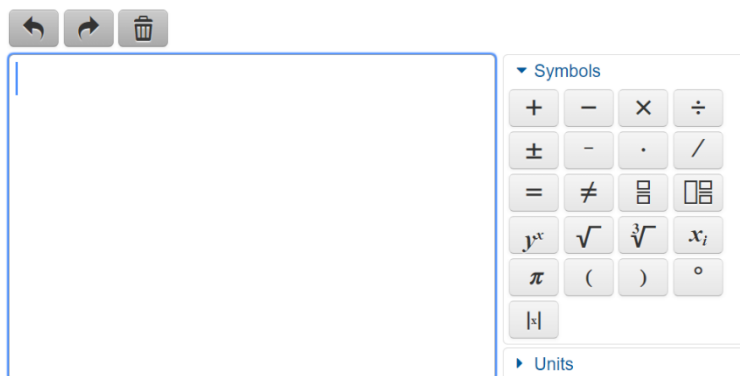 Symbols
+ − × ÷
± - · /
= ≠
yˣ √ ∛ xᵢ
π ( ) °
|x|
Units